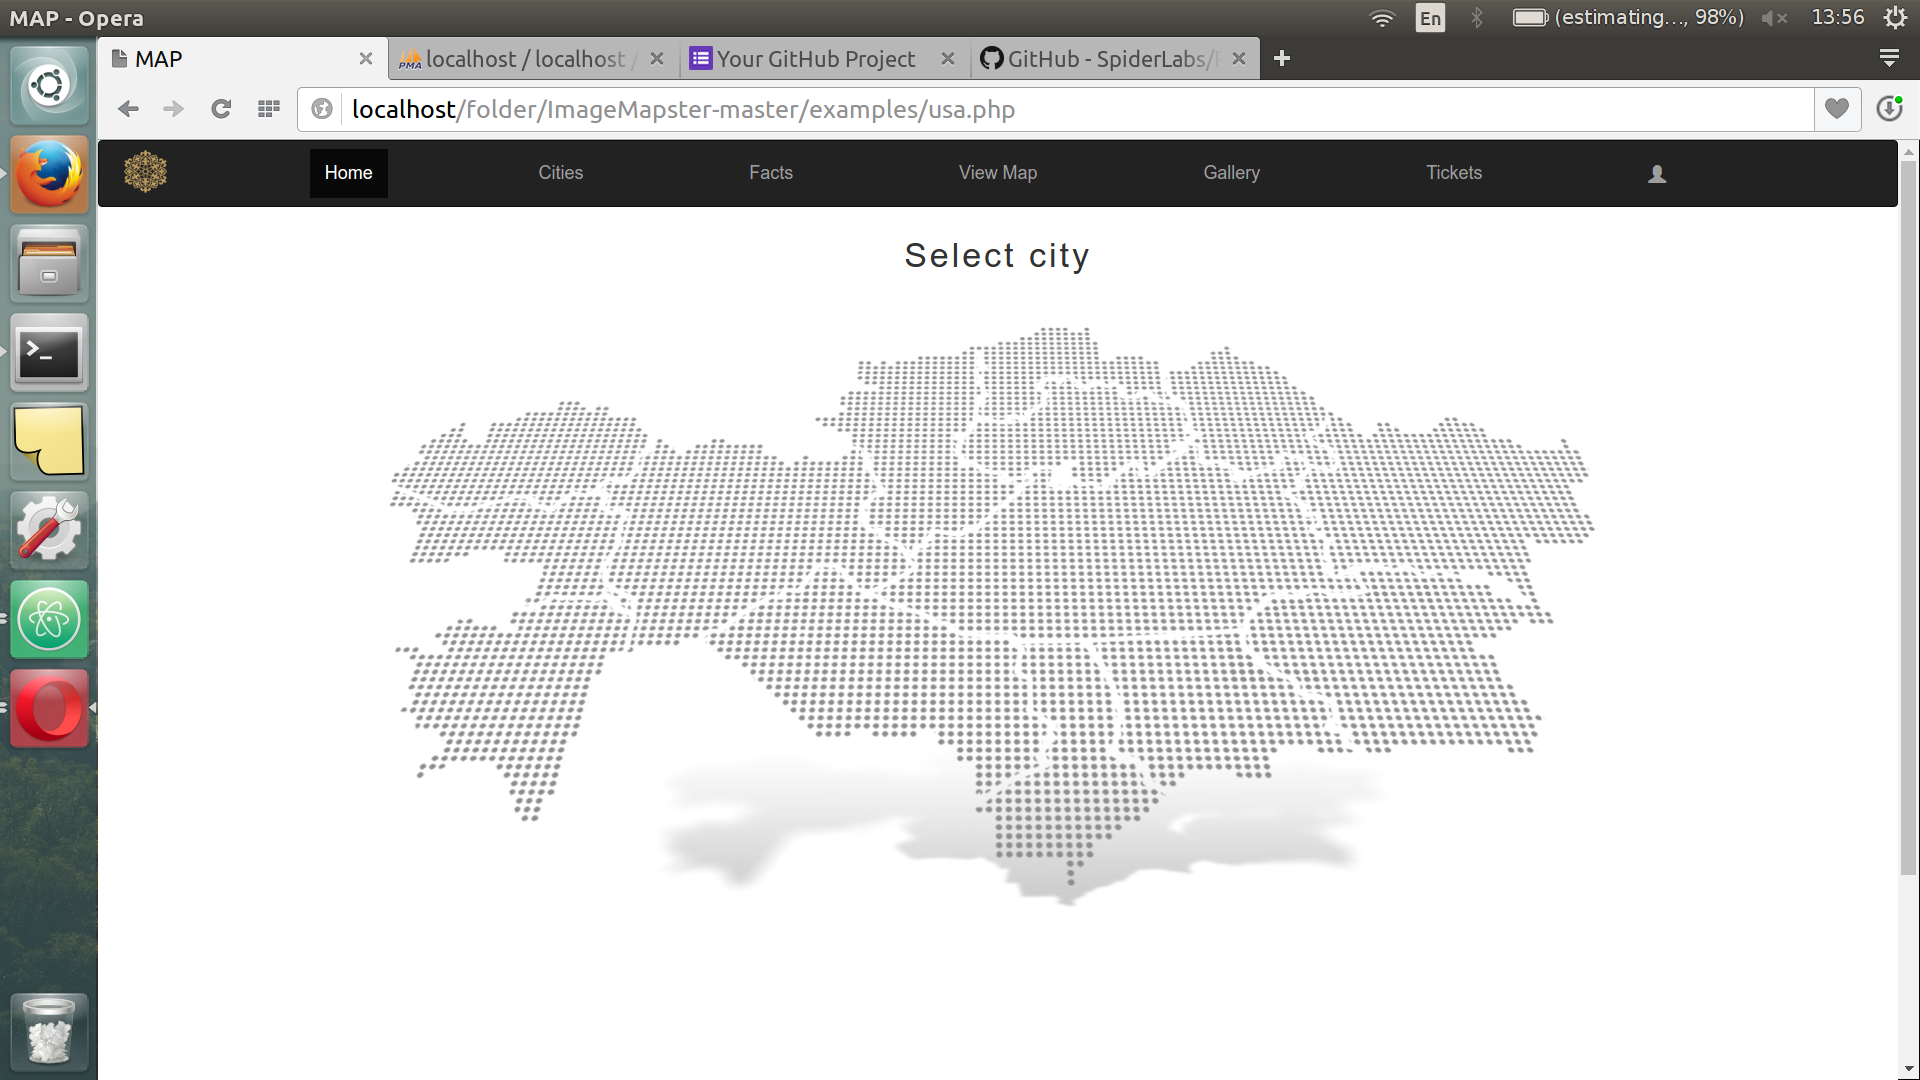 MAP - Opera
En
(estimating..., 98%)
13:56
MAP
PMA
localhost / localhost /
Your GitHub Project
GitHub - SpiderLabs/
localhost/folder/ImageMapster-master/examples/usa.php
Home
Cities
Facts
View Map
Gallery
Tickets
Select city